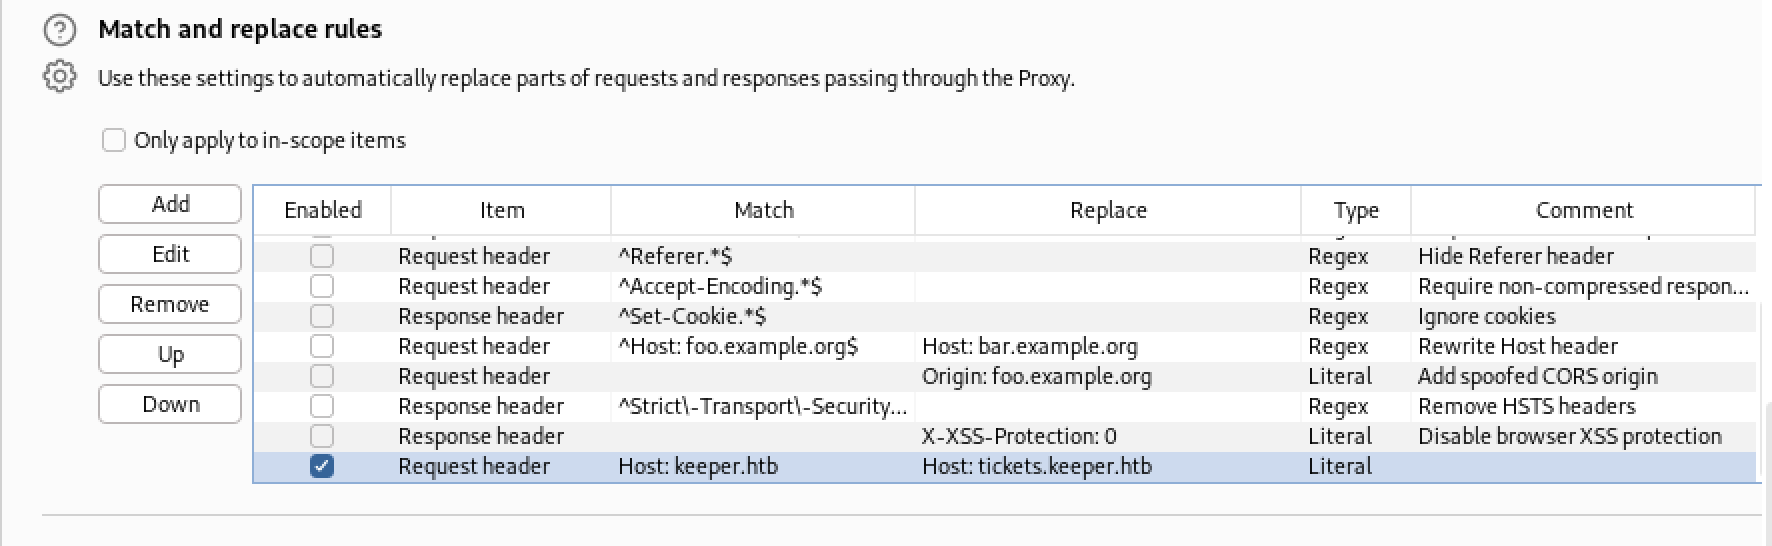 Match and replace rules
Use these settings to automatically replace parts of requests and responses passing through the Proxy.
Only apply to in-scope items
Add
Edit
Remove
Up
Down
Enabled Item Match Replace Type Comment
Request header ^Referer.*$ Regex Hide Referer header
Request header ^Accept-Encoding.*$ Regex Require non-compressed respon...
Response header ^Set-Cookie.*$ Regex Ignore cookies
Request header ^Host: foo.example.org$ Host: bar.example.org Regex Rewrite Host header
Request header Origin: foo.example.org Literal Add spoofed CORS origin
Response header ^Strict\-Transport\-Security... Regex Remove HSTS headers
Response header X-XSS-Protection: 0 Literal Disable browser XSS protection
Request header Host: keeper.htb Host: tickets.keeper.htb Literal